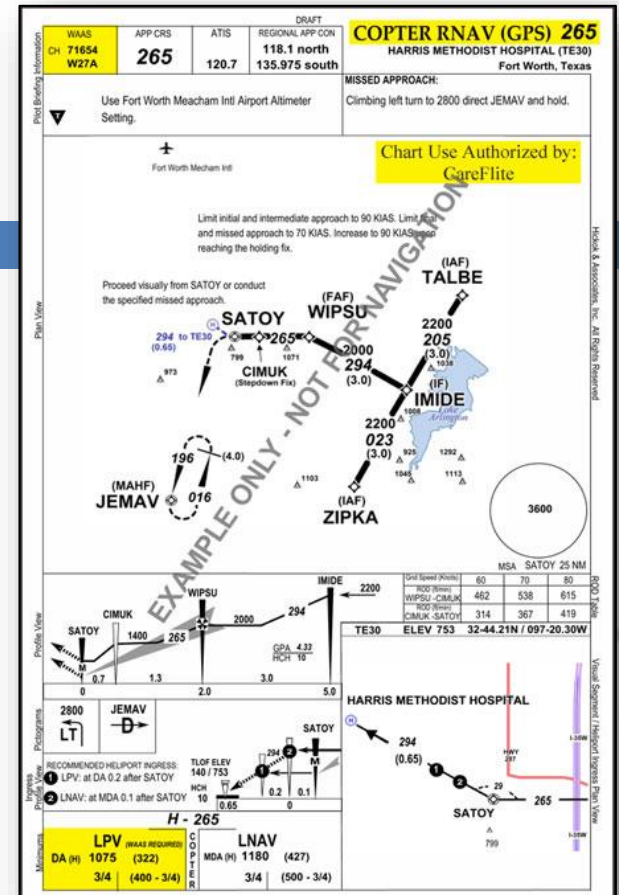 DRAFT
Pilot Briefing Information
WAAS
CH 71654
W27A
APP CRS
265
ATIS
120.7
REGIONAL APP CON
118.1 north
135.975 south
COPTER RNAV (GPS) 265
HARRIS METHODIST HOSPITAL (TE30)
Fort Worth, Texas
T
Use Fort Worth Meacham Intl Airport Altimeter
Setting.
MISSED APPROACH:
Climbing left turn to 2800 direct JEMAV and hold.
Chart Use Authorized by:
CareFlite
Fort Worth Mecham Intl
Limit initial and intermediate approach to 90 KIAS. Limit final
and missed approach to 70 KIAS. Increase to 90 KIAS upon
reaching the holding fix.
Proceed visually from SATOY or conduct
the specified missed approach.
EXAMPLE ONLY - NOT FOR NAVIGATION
Hickok & Associates, Inc. All Rights Reserved
Plan View
(IAF)
TALBE
2200
205
(3.0)
1038
(FAF)
WIPSU
SATOY
H
294 to TE30
(0.65)
265
799
1071
CIMUK
(Stepdown Fix)
2000
294
(3.0)
(IF)
IMIDE
Lake
Arlington
973
1008
2200
023
(3.0)
925
1292
1045
1113
1103
196
(4.0)
016
(MAHF)
JEMAV
(IAF)
ZIPKA
3600
MSA SATOY 25 NM
Profile View
SATOY
CIMUK
WIPSU
IMIDE
2200
294
2000
265
1400
M
GPA 4.33
HCH 10
0.7
1.3
3.0
0
2.0
5.0
Grnd Speed (Knots) 60 70 80
ROD (ft/min)
WIPSU -CIMUK 462 538 615
ROD (ft/min)
CIMUK -SATOY 314 367 419
ROD Table
TE30 ELEV 753 32-44.21N / 097-20.30W
Pictograms
2800
LT
JEMAV
D
Ingress
Profile View
RECOMMENDED HELIPORT INGRESS:
1 LPV: at DA 0.2 after SATOY
2 LNAV: at MDA 0.1 after SATOY
TLOF ELEV
140 / 753
HCH
10
294
1
2
SATOY
M
0.2
0.1
0.65
0
Visual Segment / Heliport Ingress Plan View
HARRIS METHODIST HOSPITAL
H
294
(0.65)
1
2
HWY
287
I-35W
29
265
SATOY
799
I-35W
Minimums
H - 265
LPV (WAAS REQUIRED)
DA (H) 1075 (322)
3/4 (400 - 3/4)
COPTER
LNAV
MDA (H) 1180 (427)
3/4 (500 - 3/4)